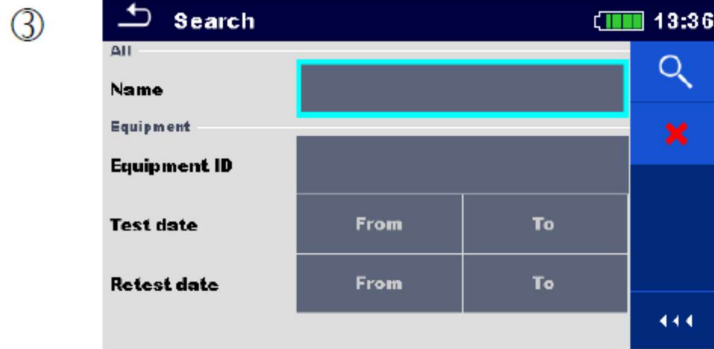 ③
Search 13:36
All
Name
Equipment
Equipment ID
Test date From To
Retest date From To